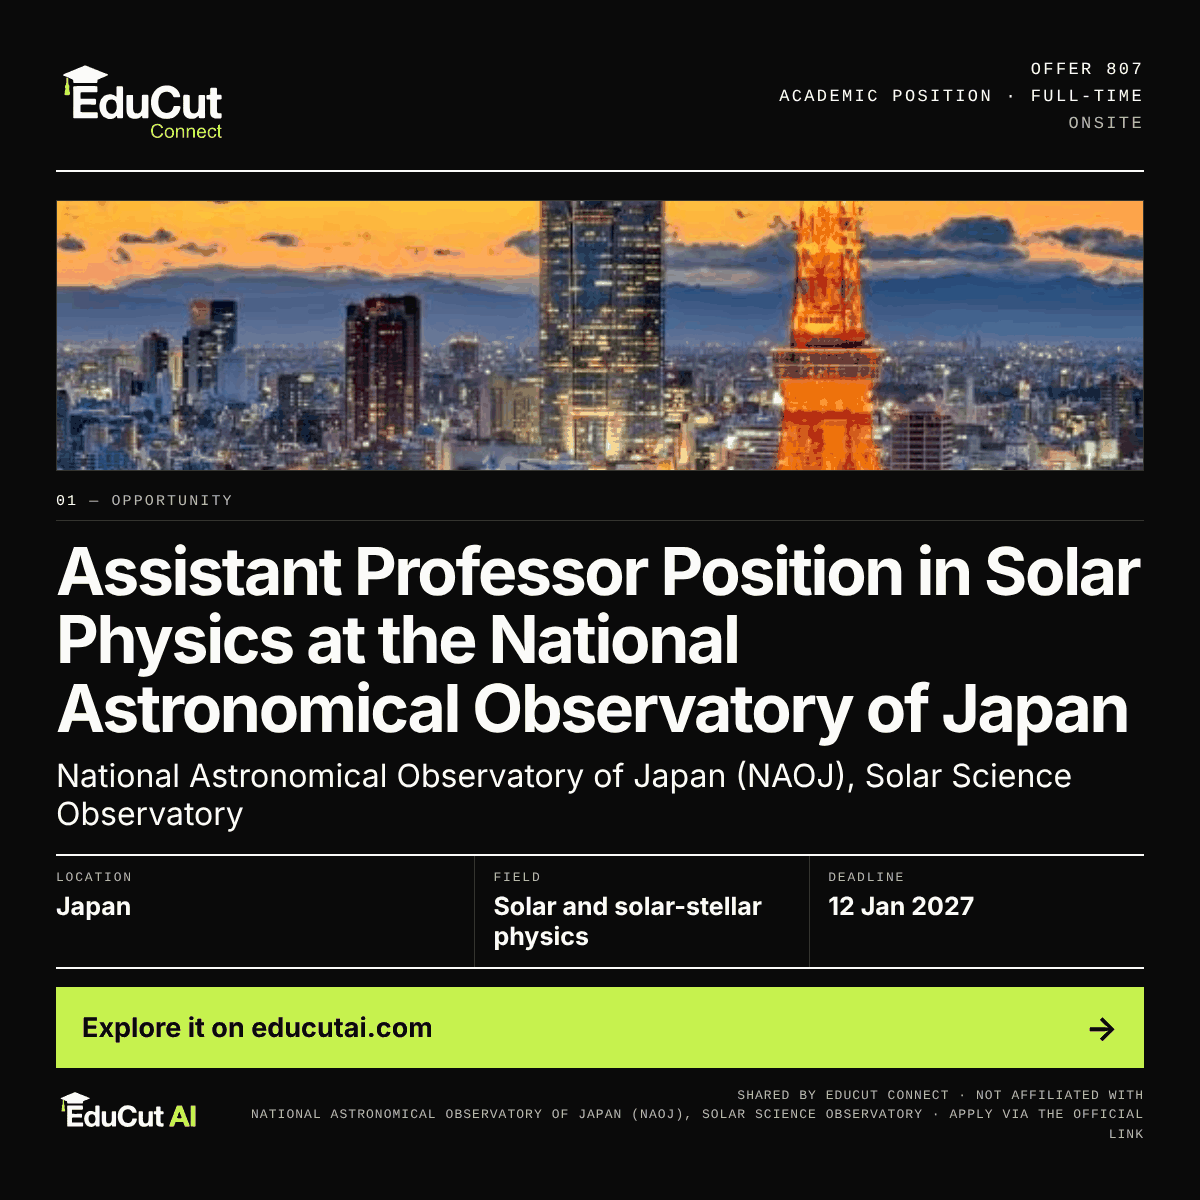 EduCut
Connect
OFFER 807
ACADEMIC POSITION · FULL-TIME
ONSITE
01 — OPPORTUNITY
Assistant Professor Position in Solar
Physics at the National
Astronomical Observatory of Japan
National Astronomical Observatory of Japan (NAOJ), Solar Science
Observatory
LOCATION
Japan
FIELD
Solar and solar-stellar
physics
DEADLINE
12 Jan 2027
Explore it on educutai.com →
EduCut AI
SHARED BY EDUCUT CONNECT · NOT AFFILIATED WITH
NATIONAL ASTRONOMICAL OBSERVATORY OF JAPAN (NAOJ), SOLAR SCIENCE OBSERVATORY · APPLY VIA THE OFFICIAL
LINK